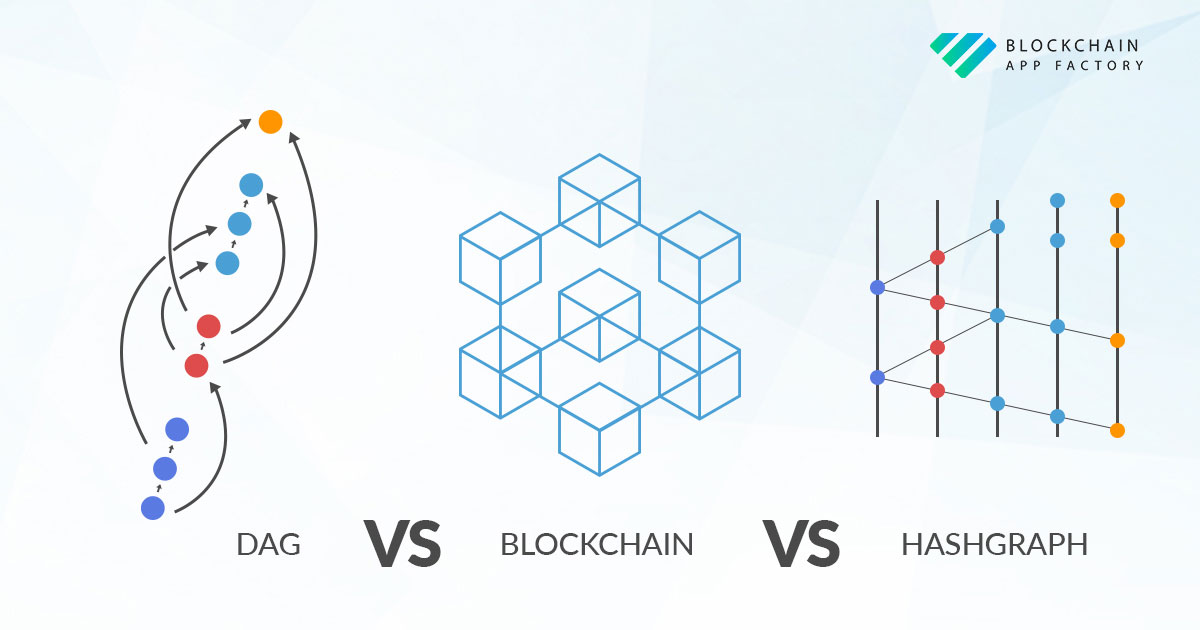 BLOCKCHAIN
APP FACTORY
DAG VS BLOCKCHAIN VS HASHGRAPH